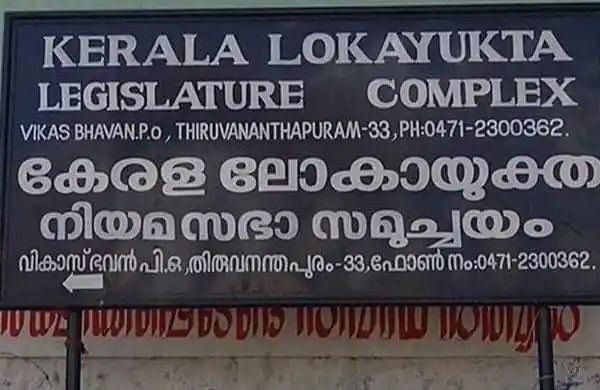 KERALA LOKAYUKTA
LEGISLATURE COMPLEX
VIKAS BHAVAN.P.O, THIRUVANANTHAPURAM-33, PH:0471-2300362.
കേരള ലോകായുക്ത
നിയമസഭാ സമുച്ചയം
വികാസ് ഭവൻ പി.ഒ, തിരുവനന്തപുരം-33, ഫോൺ നം:0471-2300362.